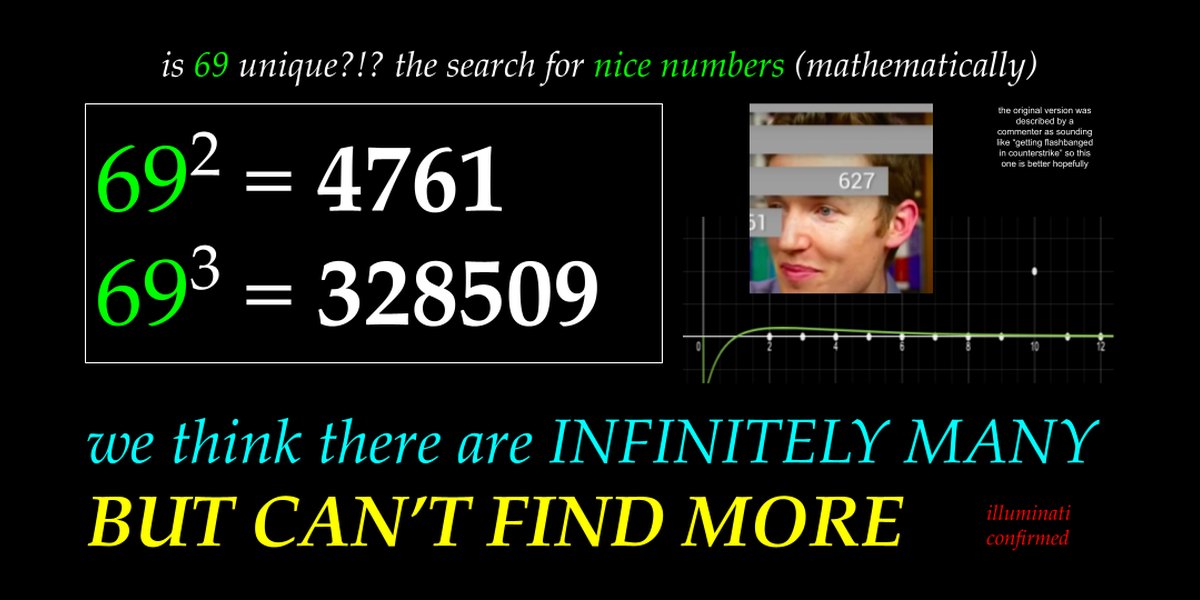 is 69 unique?!? the search for nice numbers (mathematically)
69² = 4761
69³ = 328509
627
51
the original version was
described by a
commenter as sounding
like "getting flashbanged
in counterstrike" so this
one is better hopefully
0 2 4 6 8 10 12
we think there are INFINITELY MANY
BUT CAN'T FIND MORE
illuminati
confirmed